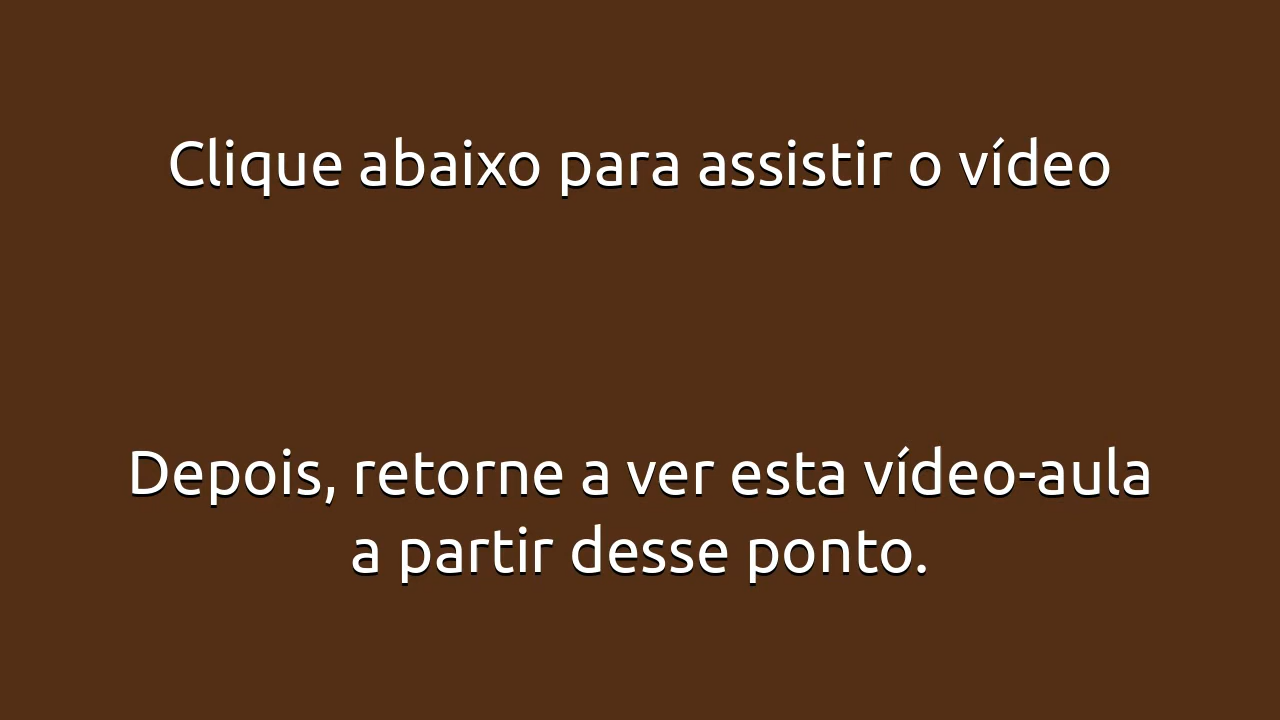 Clique abaixo para assistir o vídeo
Depois, retorne a ver esta vídeo-aula
a partir desse ponto.